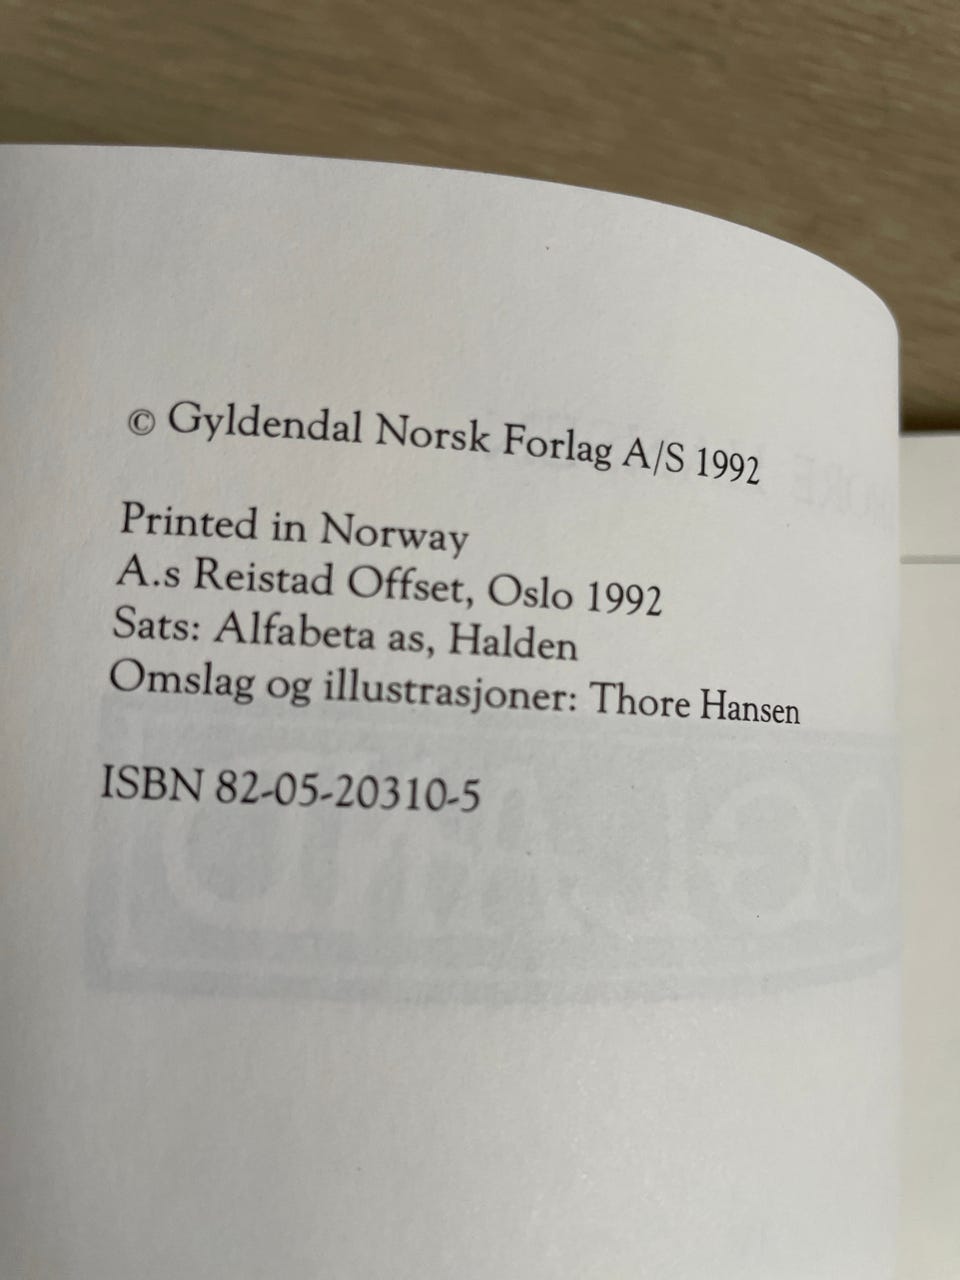 © Gyldendal Norsk Forlag A/S 1992
Printed in Norway
A.s Reistad Offset, Oslo 1992
Sats: Alfabeta as, Halden
Omslag og illustrasjoner: Thore Hansen
ISBN 82-05-20310-5